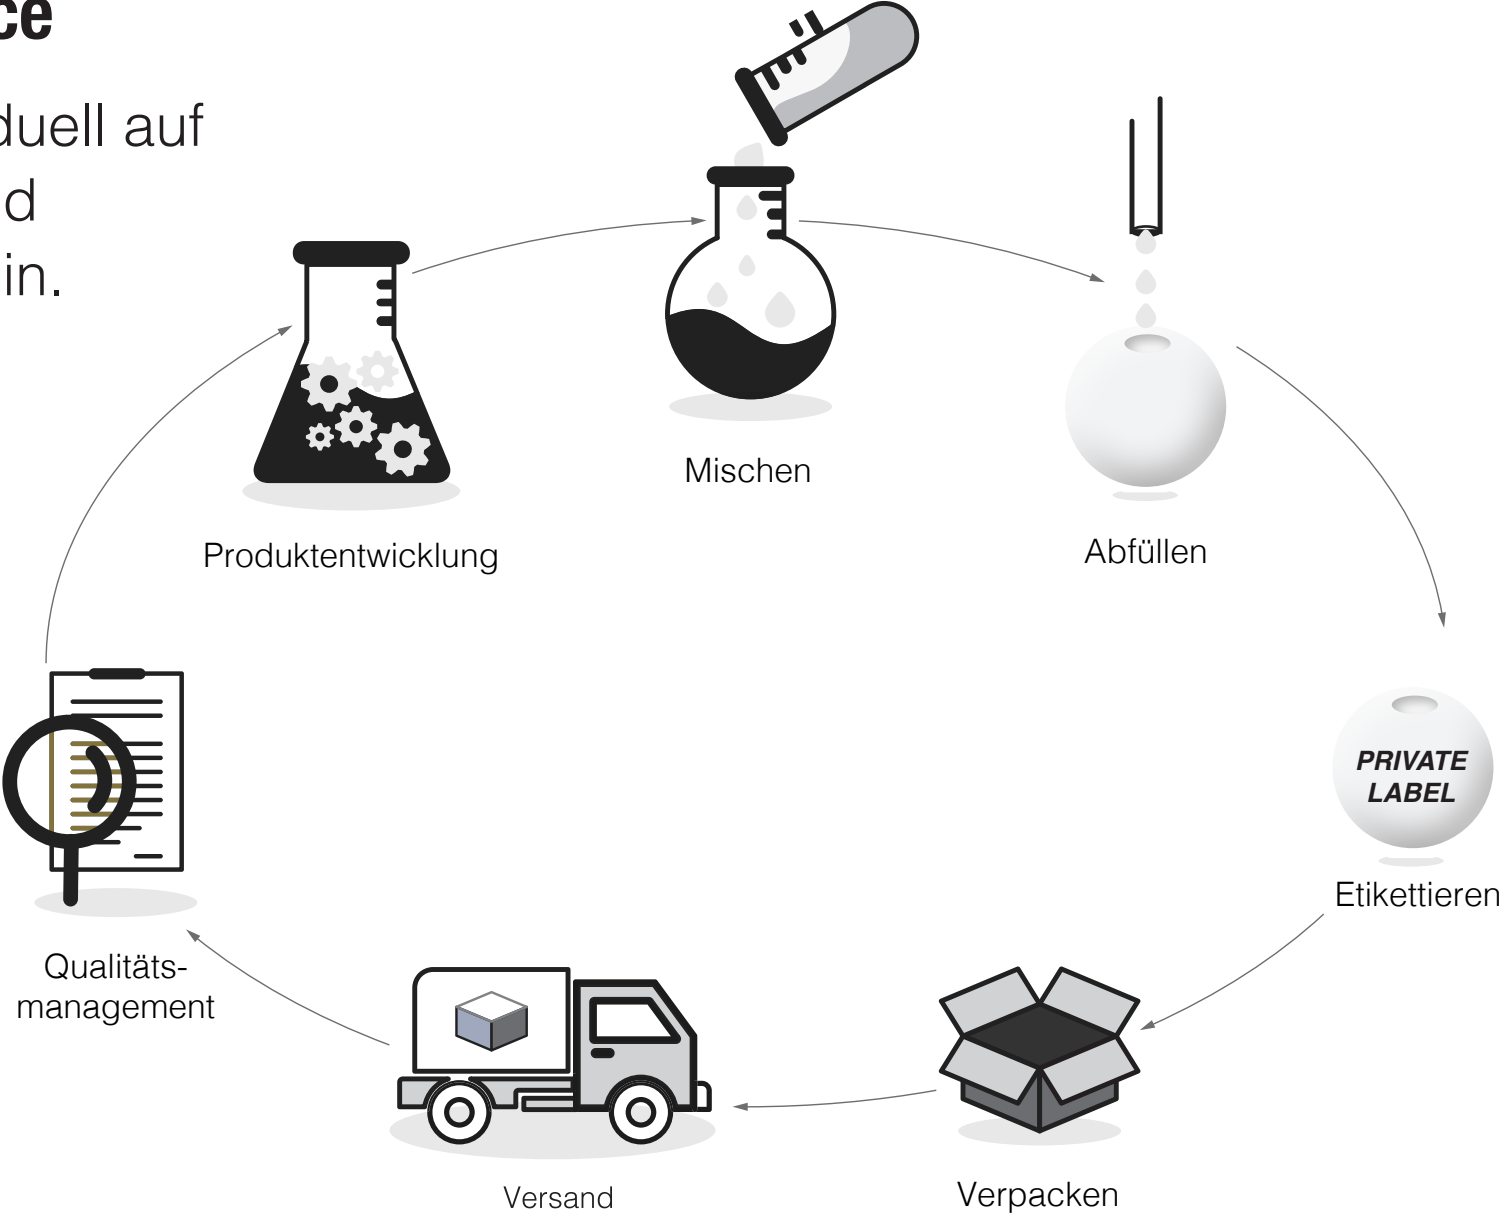 ce
duell auf
d
in.
Mischen
Produktentwicklung
Abfüllen
PRIVATE
LABEL
Etikettieren
Qualitäts-
management
Versand
Verpacken